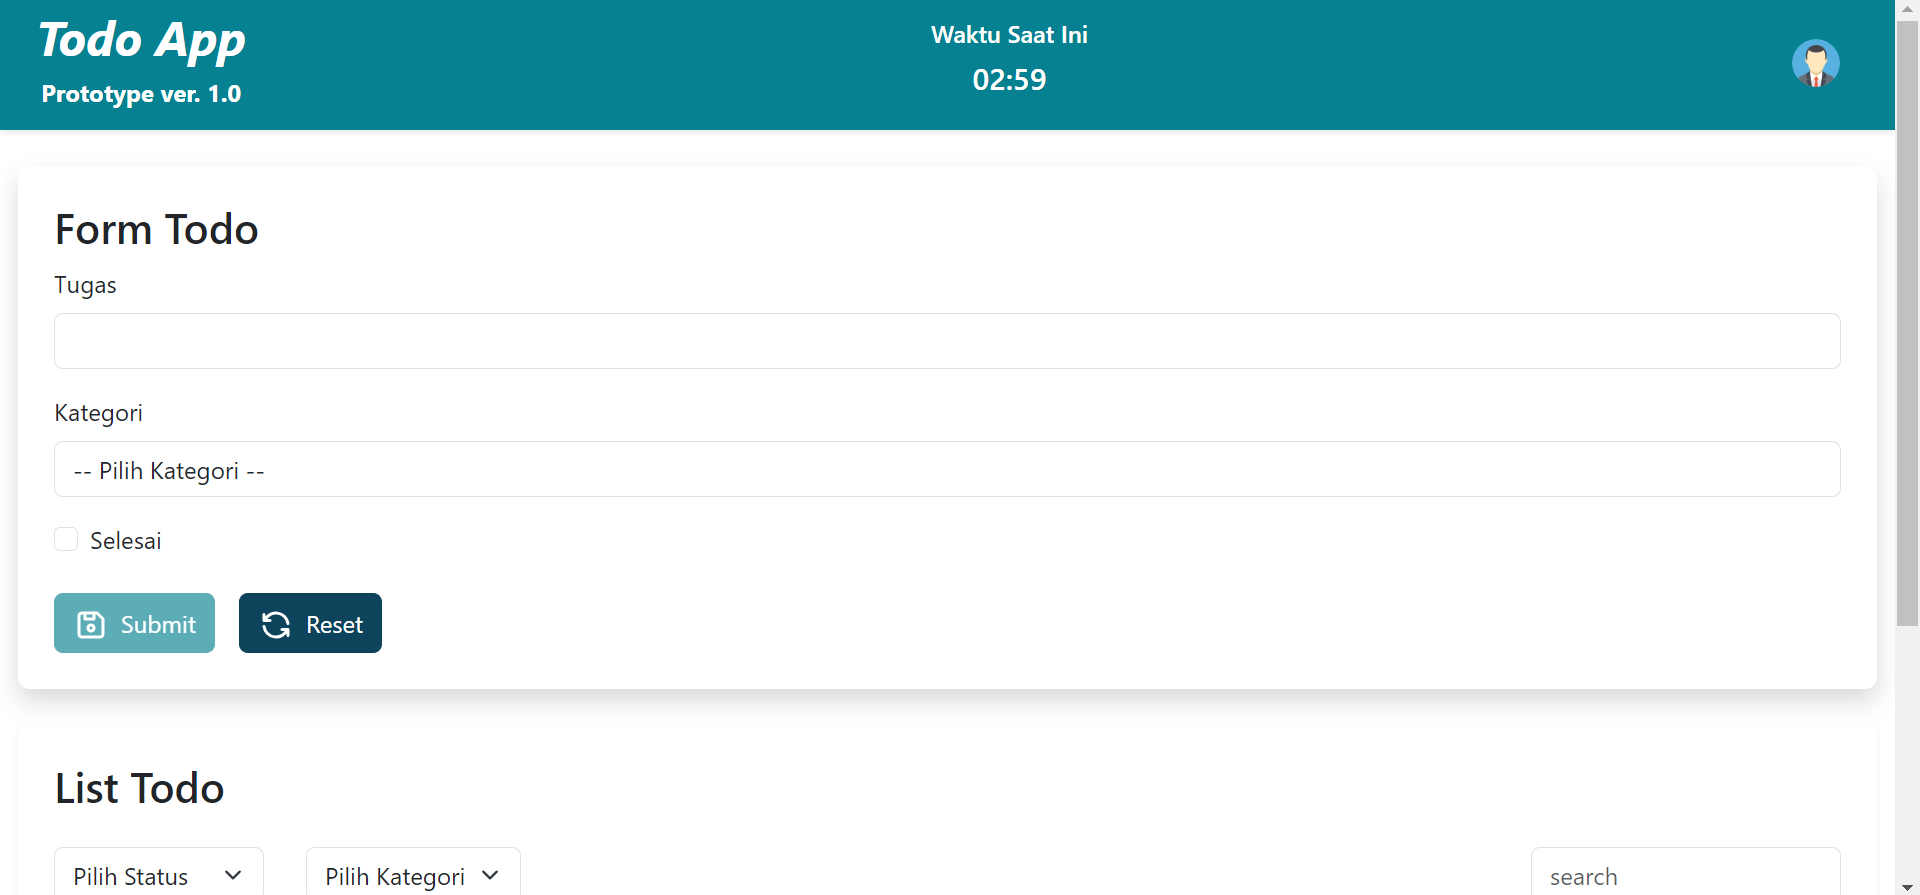 Todo App
Prototype ver. 1.0
Waktu Saat Ini
02:59
Form Todo
Tugas
Kategori
-- Pilih Kategori --
Selesai
Submit
Reset
List Todo
Pilih Status
Pilih Kategori
search